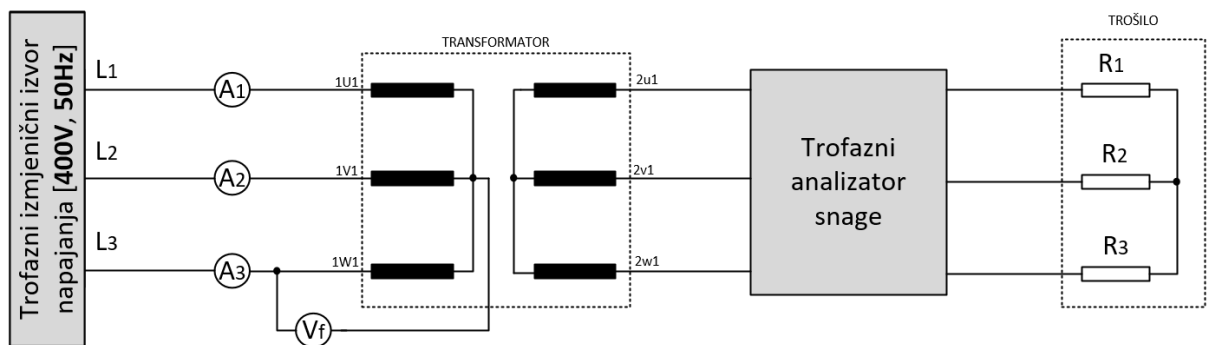 Trofazni izmjenični izvor
napajanja [400V, 50Hz]
L1
L2
L3
A1
A2
A3
Vf
TRANSFORMATOR
1U1
1V1
1W1
2u1
2v1
2w1
Trofazni
analizator
snage
TROŠILO
R1
R2
R3